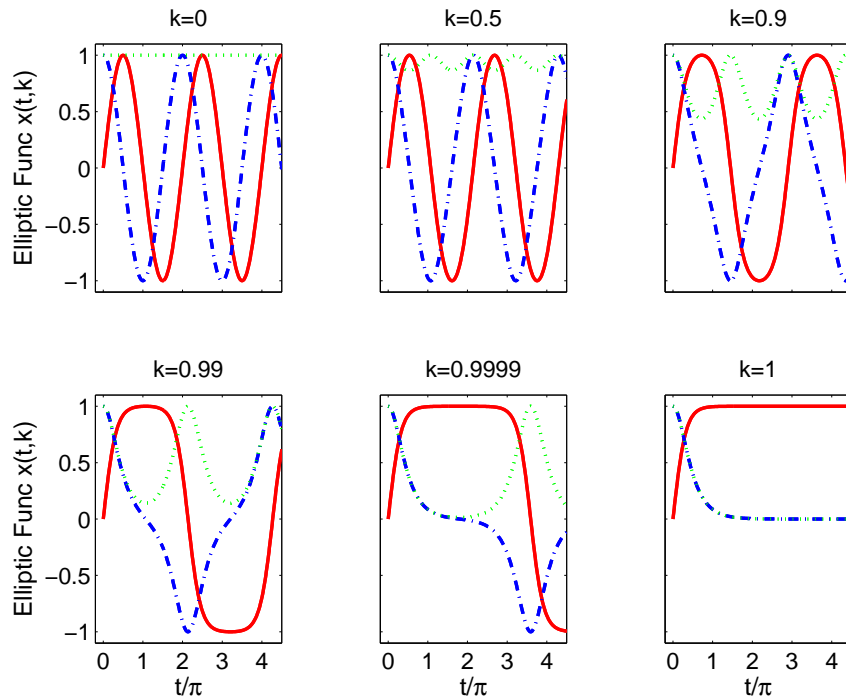 k=0
k=0.5
k=0.9
1
0.5
0
−0.5
−1
Elliptic Func x(t,k)
k=0.99
k=0.9999
k=1
1
0.5
0
−0.5
−1
Elliptic Func x(t,k)
0 1 2 3 4
0 1 2 3 4
0 1 2 3 4
t/π
t/π
t/π